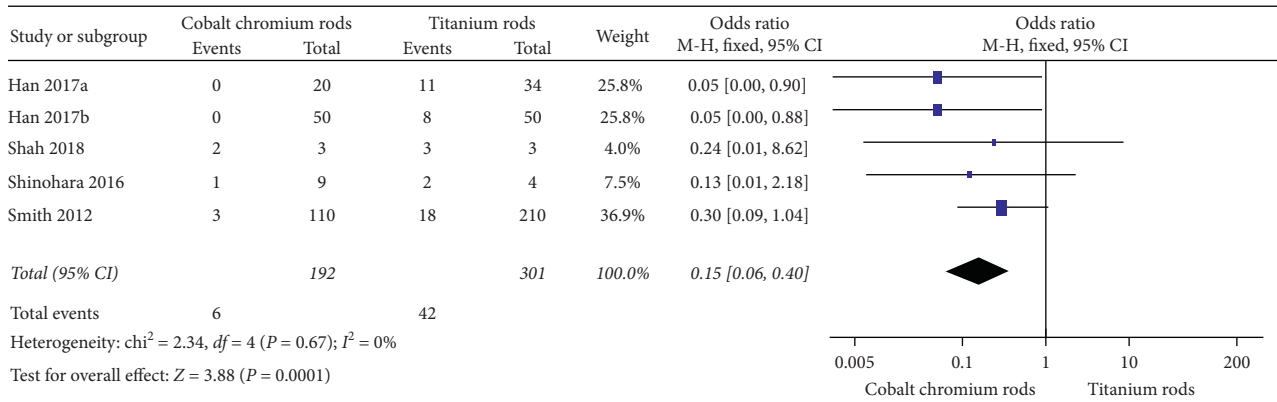 Study or subgroup Cobalt chromium rods Titanium rods Weight Odds ratio Odds ratio
Events Total Events Total M-H, fixed, 95% CI M-H, fixed, 95% CI
Han 2017a 0 20 11 34 25.8% 0.05 [0.00, 0.90]
Han 2017b 0 50 8 50 25.8% 0.05 [0.00, 0.88]
Shah 2018 2 3 3 3 4.0% 0.24 [0.01, 8.62]
Shinohara 2016 1 9 2 4 7.5% 0.13 [0.01, 2.18]
Smith 2012 3 110 18 210 36.9% 0.30 [0.09, 1.04]
Total (95% CI) 192 301 100.0% 0.15 [0.06, 0.40]
Total events 6 42
Heterogeneity: chi² = 2.34, df = 4 (P = 0.67); I² = 0%
Test for overall effect: Z = 3.88 (P = 0.0001)
0.005 0.1 1 10 200
Cobalt chromium rods Titanium rods